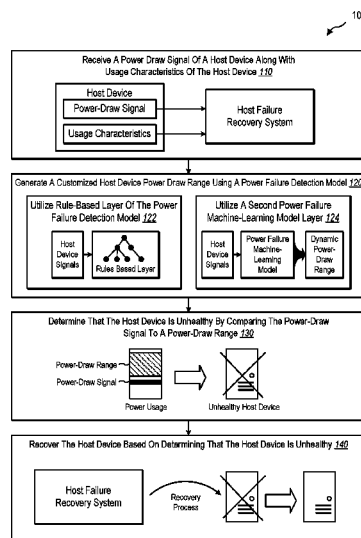 10
Receive A Power Draw Signal Of A Host Device Along With
Usage Characteristics Of The Host Device 110
Host Device
Power-Draw Signal
Usage Characteristics
Host Failure
Recovery System
Generate A Customized Host Device Power Draw Range Using A Power Failure Detection Model 120
Utilize Rule-Based Layer Of The Power
Failure Detection Model 122
Host
Device
Signals
Rules Based Layer
Utilize A Second Power Failure
Machine-Learning Model Layer 124
Host
Device
Signals
Power Failure
Machine-
Learning
Model
Dynamic
Power-
Draw
Range
Determine That The Host Device Is Unhealthy By Comparing The Power-Draw
Signal To A Power-Draw Range 130
Power-Draw Range
Power-Draw Signal
Power Usage
Unhealthy Host Device
Recover The Host Device Based On Determining That The Host Device Is Unhealthy 140
Host Failure
Recovery System
Recovery
Process